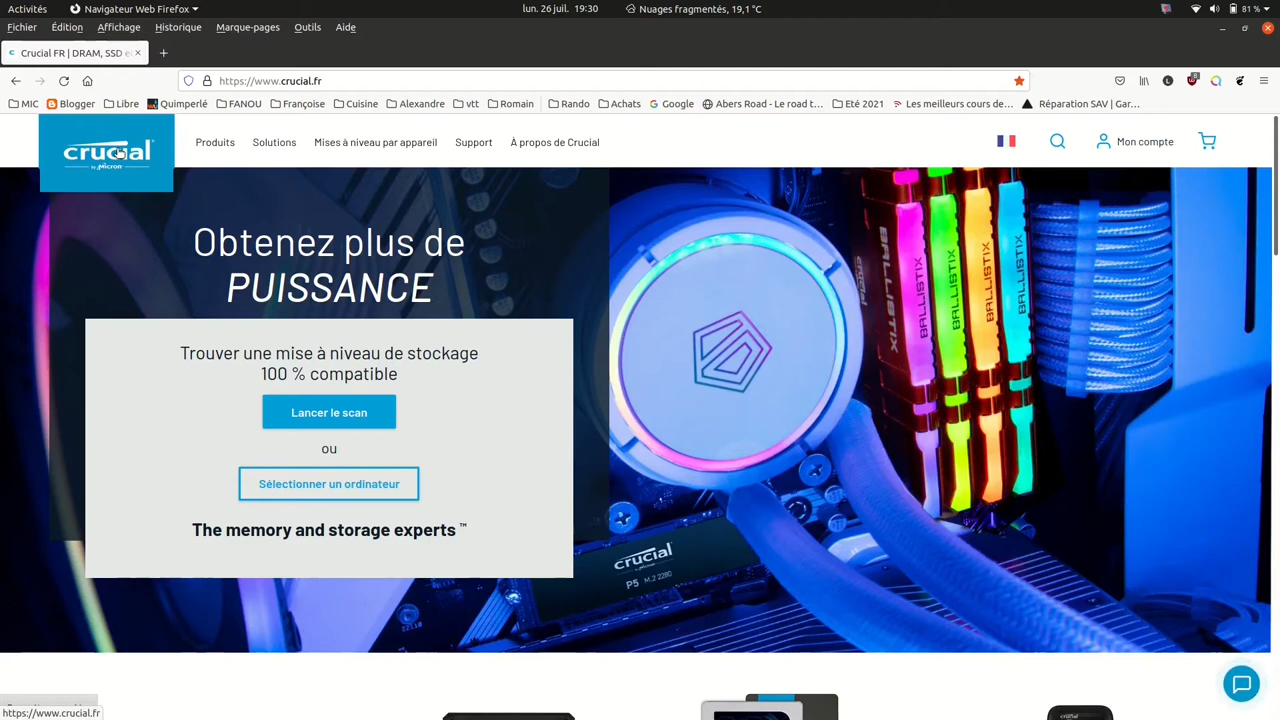 Activités
Navigateur Web Firefox
lun. 26 juil. 19:30
Nuages fragmentés, 19,1 °C
81 %
Fichier Édition Affichage Historique Marque-pages Outils Aide
Crucial FR | DRAM, SSD e
https://www.crucial.fr
MIC Blogger Libre Quimperlé FANOU Françoise Cuisine Alexandre vtt Romain Rando Achats Google Abers Road - Le road t... Eté 2021 Les meilleurs cours de... Réparation SAV | Gar...
crucial
by Micron
Produits Solutions Mises à niveau par appareil Support À propos de Crucial
Mon compte
Obtenez plus de
PUISSANCE
Trouver une mise à niveau de stockage
100 % compatible
Lancer le scan
ou
Sélectionner un ordinateur
The memory and storage experts ™
BALLISTIX
BALLISTIX
BALLISTIX
BALLISTIX
BALLISTIX
crucial
by Micron
P5 M.2 2280
https://www.crucial.fr